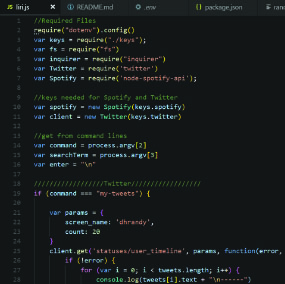 liri.js
README.md
.env
package.json
1 //Required Files
2 require("dotenv").config()
3 var keys = require("./keys");
4 var fs = require("fs")
5 var inquirer = require("inquirer")
6 var Twitter = require('twitter')
7 var Spotify = require('node-spotify-api');
8
9 //keys needed for Spotify and Twitter
10 var spotify = new Spotify(keys.spotify)
11 var client = new Twitter(keys.twitter)
12
13 //get from command lines
14 var command = process.argv[2]
15 var searchTerm = process.argv[3]
16 var enter = "\n"
17
18 //////////////////Twitter//////////////////
19 if (command === "my-tweets") {
20
21 var params = {
22 screen_name: 'dhrandy',
23 count: 20
24 }
25 client.get('statuses/user_timeline', params, function(error,
26 if (!error) {
27 for (var i = 0; i < tweets.length; i++) {
28 console.log(tweets[i].text + "\n------")